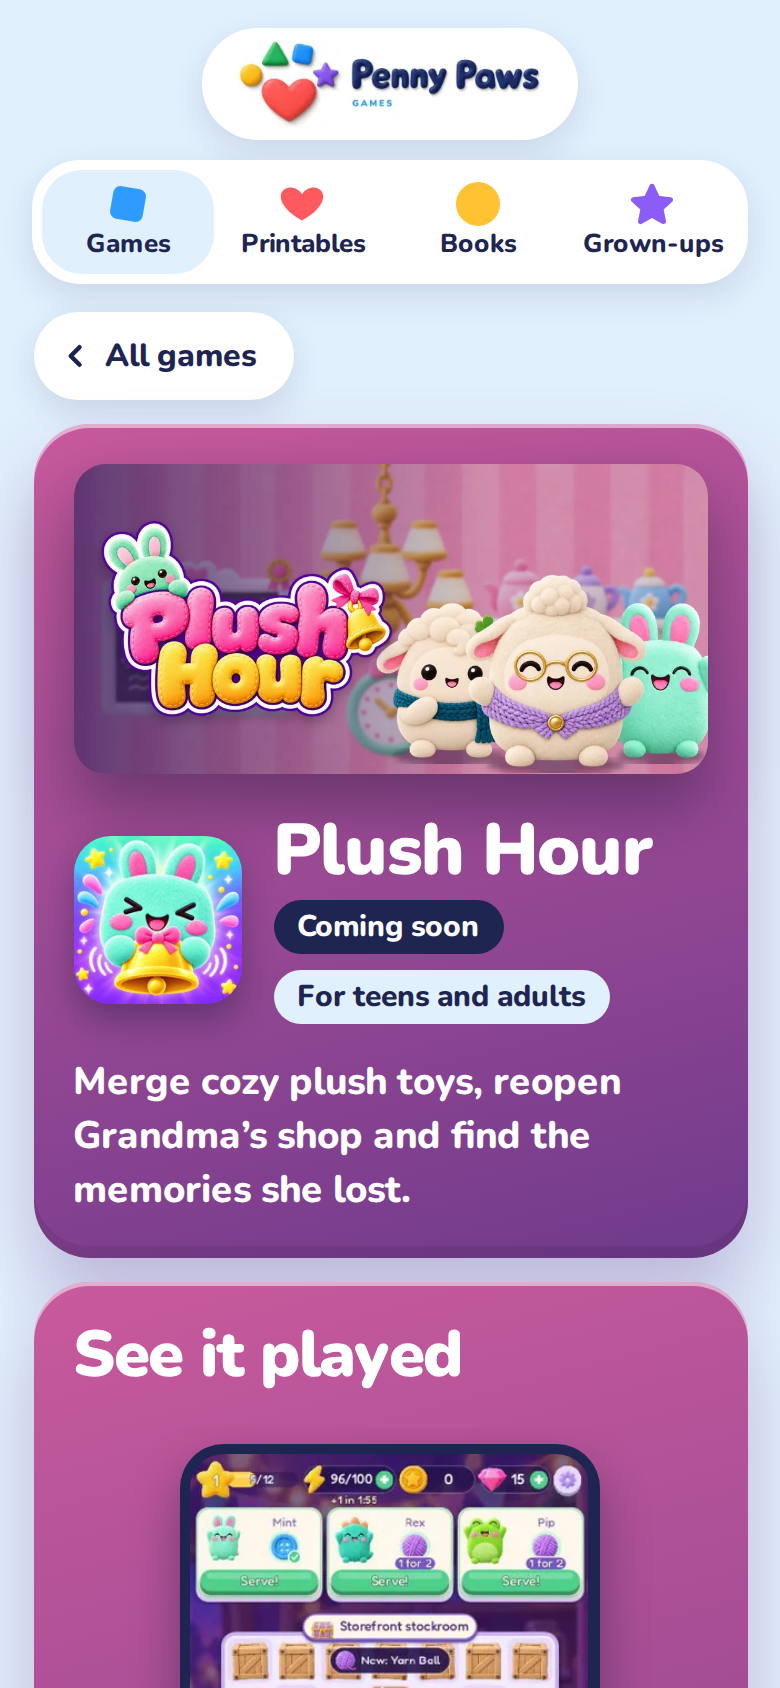 Penny Paws
GAMES
Games
Printables
Books
Grown-ups
All games
Plush
Hour
Plush Hour
Coming soon
For teens and adults
Merge cozy plush toys, reopen
Grandma's shop and find the
memories she lost.
See it played
1
/12
96/100
0
15
+1 in 1:55
Mint
Serve!
Rex
1 for 2
Serve!
Pip
1 for 2
Serve!
Storefront stockroom
New: Yarn Ball